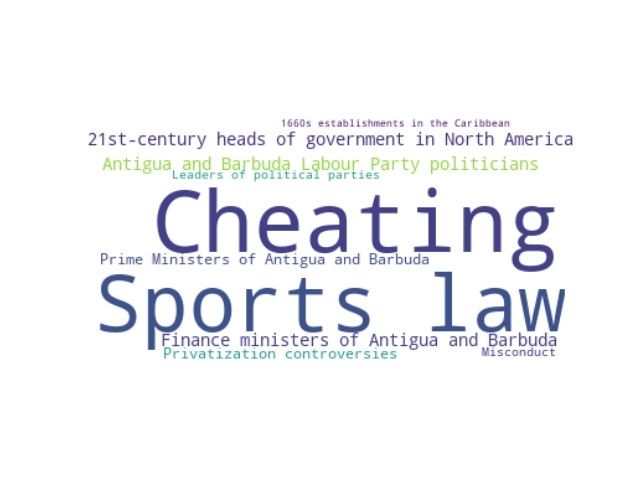 1660s establishments in the Caribbean
21st-century heads of government in North America
Antigua and Barbuda Labour Party politicians
Leaders of political parties
Cheating
Prime Ministers of Antigua and Barbuda
Sports law
Finance ministers of Antigua and Barbuda
Privatization controversies
Misconduct